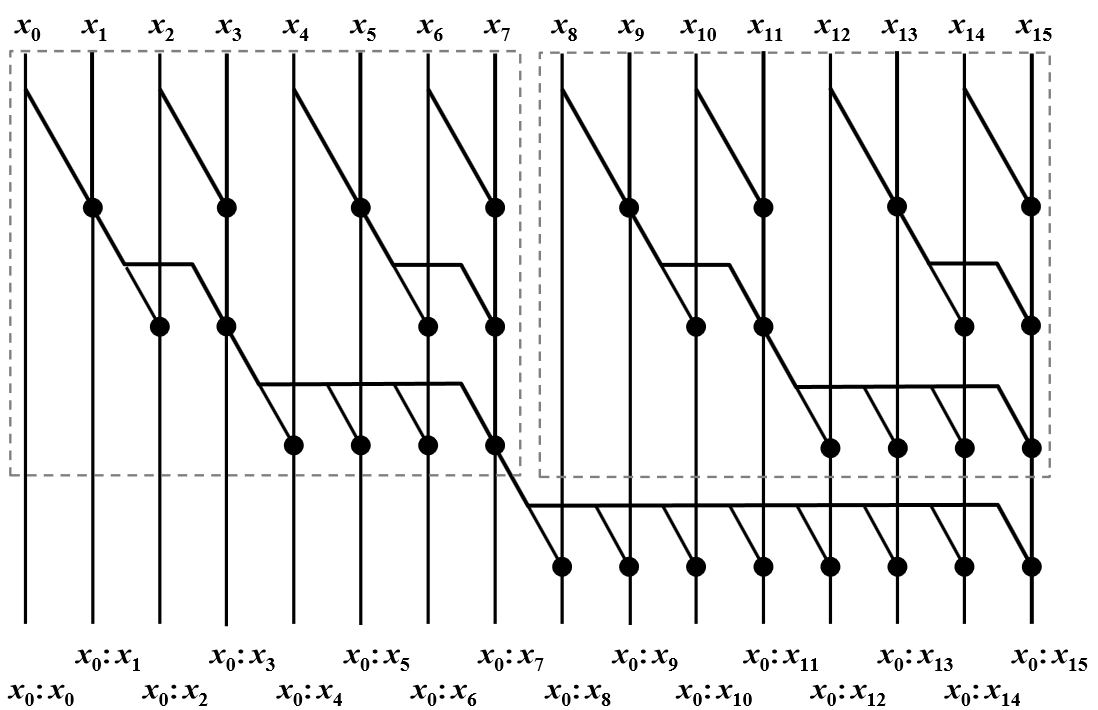 x₀ x₁ x₂ x₃ x₄ x₅ x₆ x₇ x₈ x₉ x₁₀ x₁₁ x₁₂ x₁₃ x₁₄ x₁₅
x₀:x₁ x₀:x₃ x₀:x₅ x₀:x₇ x₀:x₉ x₀:x₁₁ x₀:x₁₃ x₀:x₁₅
x₀:x₀ x₀:x₂ x₀:x₄ x₀:x₆ x₀:x₈ x₀:x₁₀ x₀:x₁₂ x₀:x₁₄